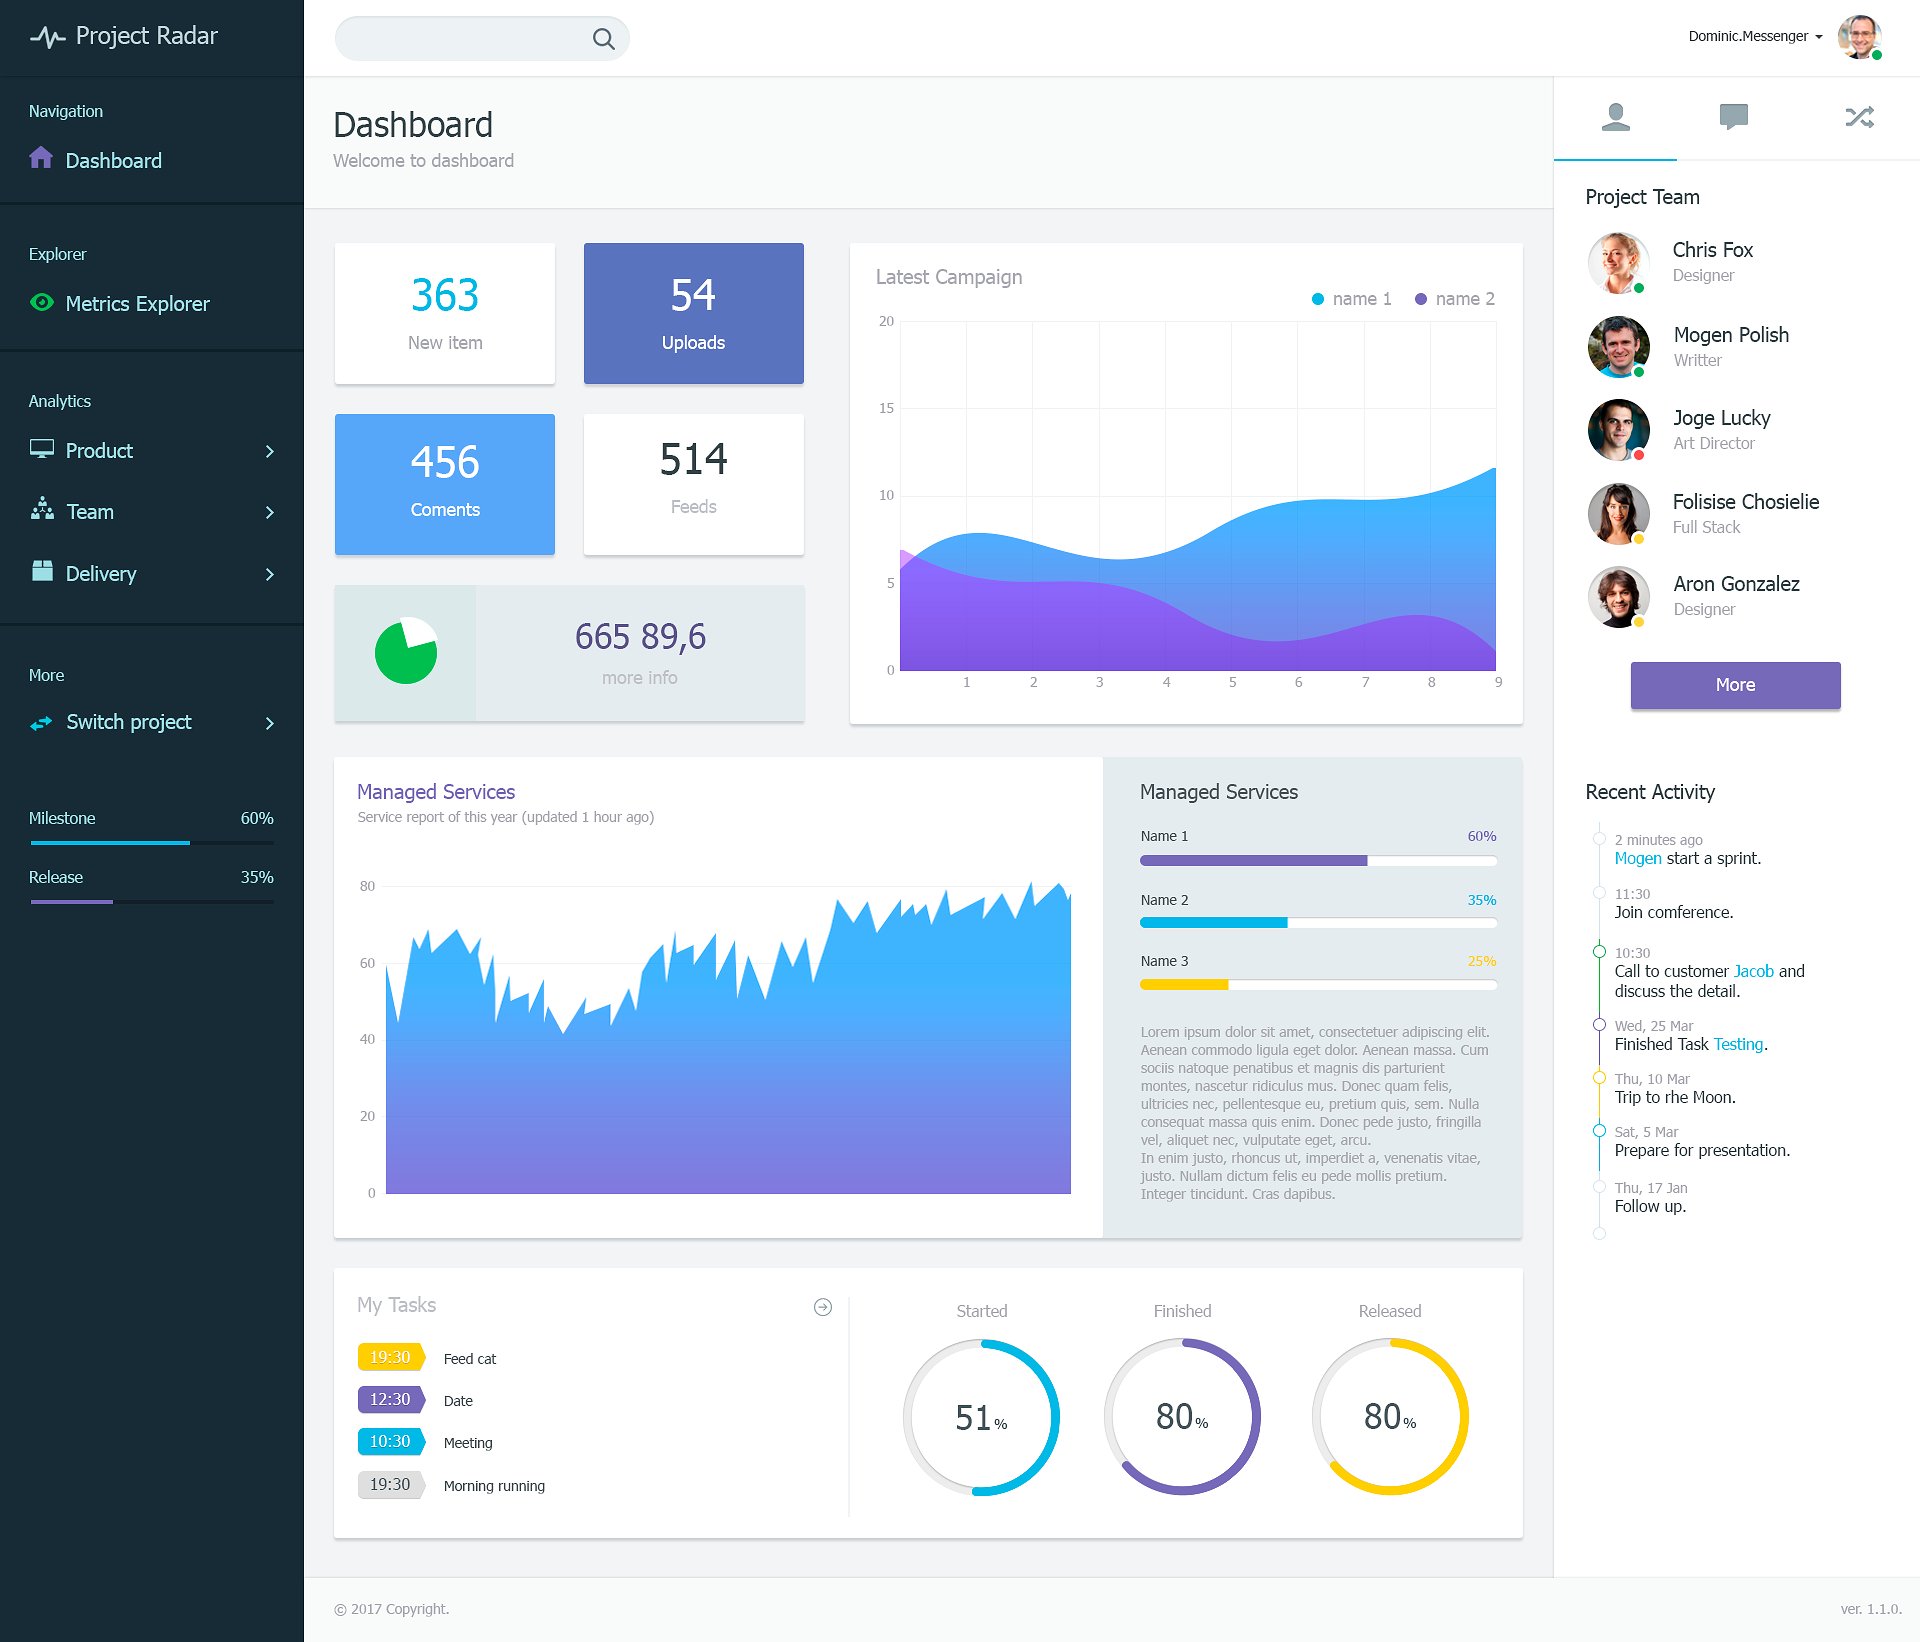 Project Radar
Dominic.Messenger
Navigation
Dashboard
Explorer
Metrics Explorer
Analytics
Product
Team
Delivery
More
Switch project
Milestone 60%
Release 35%
Dashboard
Welcome to dashboard
363
New item
54
Uploads
456
Coments
514
Feeds
665 89,6
more info
Latest Campaign
name 1 name 2
20
15
10
5
0
1 2 3 4 5 6 7 8 9
Managed Services
Service report of this year (updated 1 hour ago)
80
60
40
20
0
Managed Services
Name 1 60%
Name 2 35%
Name 3 25%
Lorem ipsum dolor sit amet, consectetuer adipiscing elit.
Aenean commodo ligula eget dolor. Aenean massa. Cum
sociis natoque penatibus et magnis dis parturient
montes, nascetur ridiculus mus. Donec quam felis,
ultricies nec, pellentesque eu, pretium quis, sem. Nulla
consequat massa quis enim. Donec pede justo, fringilla
vel, aliquet nec, vulputate eget, arcu.
In enim justo, rhoncus ut, imperdiet a, venenatis vitae,
justo. Nullam dictum felis eu pede mollis pretium.
Integer tincidunt. Cras dapibus.
My Tasks
19:30 Feed cat
12:30 Date
10:30 Meeting
19:30 Morning running
Started
51%
Finished
80%
Released
80%
Project Team
Chris Fox
Designer
Mogen Polish
Writter
Joge Lucky
Art Director
Folisise Chosielie
Full Stack
Aron Gonzalez
Designer
More
Recent Activity
2 minutes ago
Mogen start a sprint.
11:30
Join comference.
10:30
Call to customer Jacob and
discuss the detail.
Wed, 25 Mar
Finished Task Testing.
Thu, 10 Mar
Trip to rhe Moon.
Sat, 5 Mar
Prepare for presentation.
Thu, 17 Jan
Follow up.
© 2017 Copyright.
ver. 1.1.0.